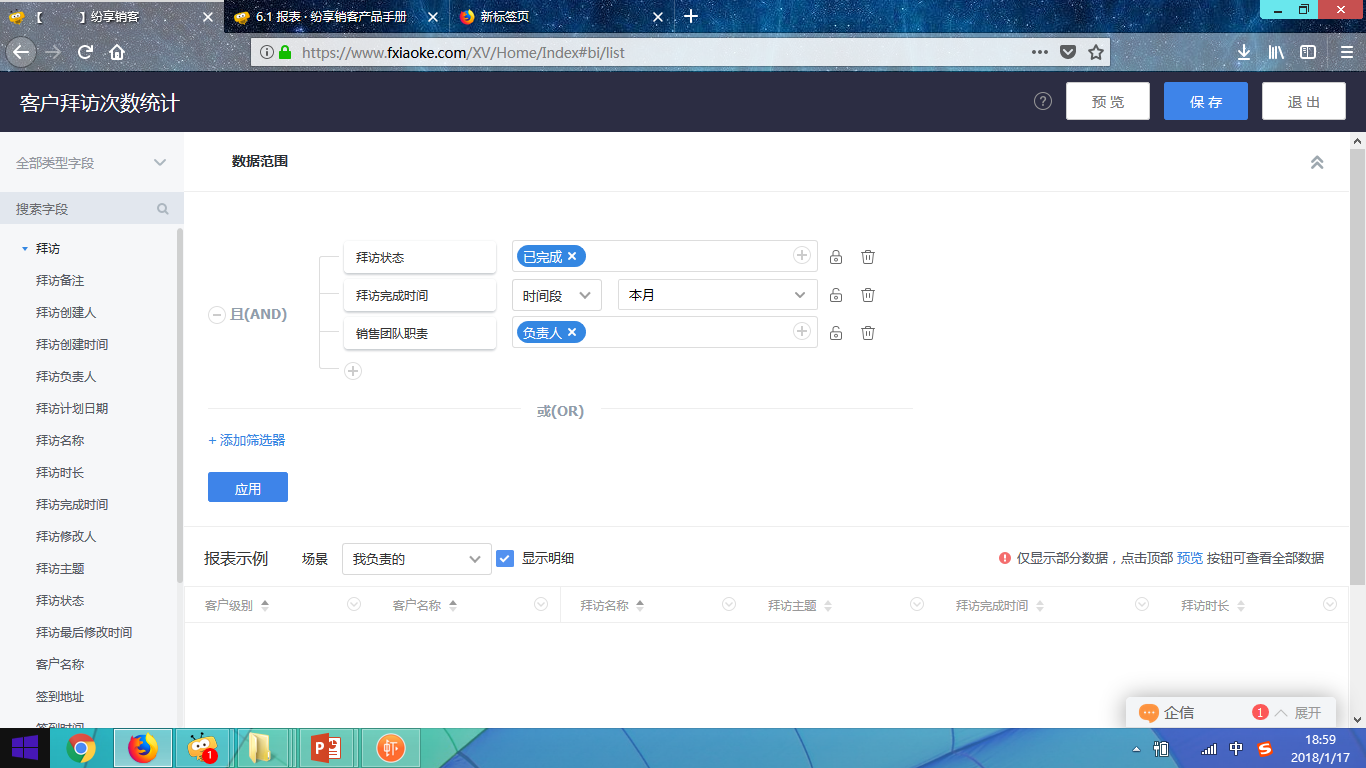 【 】纷享销客
6.1 报表 · 纷享销客产品手册
新标签页
https://www.fxiaoke.com/XV/Home/Index#bi/list
客户拜访次数统计
预 览
保 存
退 出
全部类型字段
数据范围
搜索字段
拜访
拜访备注
拜访创建人
拜访创建时间
拜访负责人
拜访计划日期
拜访名称
拜访时长
拜访完成时间
拜访修改人
拜访主题
拜访状态
拜访最后修改时间
客户名称
签到地址
签到时间
且(AND)
拜访状态
已完成
拜访完成时间
时间段
本月
销售团队职责
负责人
或(OR)
+ 添加筛选器
应用
报表示例
场景
我负责的
显示明细
仅显示部分数据，点击顶部 预览 按钮可查看全部数据
客户级别
客户名称
拜访名称
拜访主题
拜访完成时间
拜访时长
企信
1
展开
1
虾
中
18:59
2018/1/17